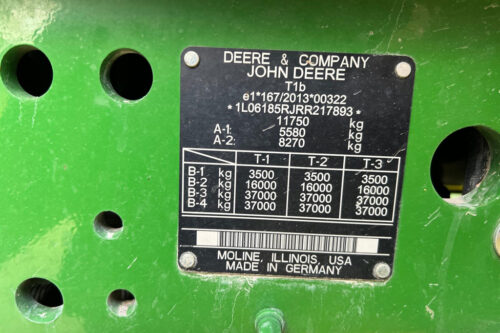 DEERE & COMPANY
JOHN DEERE
T1b
e1*167/2013*00322
*1L06185RJRR217893*
11750 kg
A-1: 5580 kg
A-2: 8270 kg
T-1 T-2 T-3
B-1 kg 3500 3500 3500
B-2 kg 16000 16000 16000
B-3 kg 37000 37000 37000
B-4 kg 37000 37000 37000
MOLINE, ILLINOIS, USA
MADE IN GERMANY